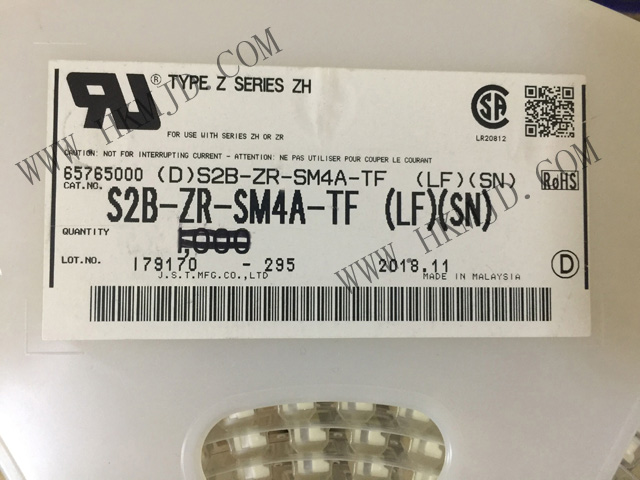 ® TYPE Z SERIES ZH
FOR USE WITH SERIES ZH OR ZR
LR20812
CAUTION: NOT FOR INTERRUPTING CURRENT - ATTENTION: NE PAS UTILISER POUR COUPER LE COURANT
65765000 (D)S2B-ZR-SM4A-TF (LF)(SN) RoHS
CAT.NO. S2B-ZR-SM4A-TF (LF)(SN)
QUANTITY 1,000
LOT.NO. 179170 - 295 2018.11 D
J.S.T.MFG.CO.,LTD MADE IN MALAYSIA
WWW.HKMJD.COM
WWW.HKMJD.COM
WWW.HKMJD.COM